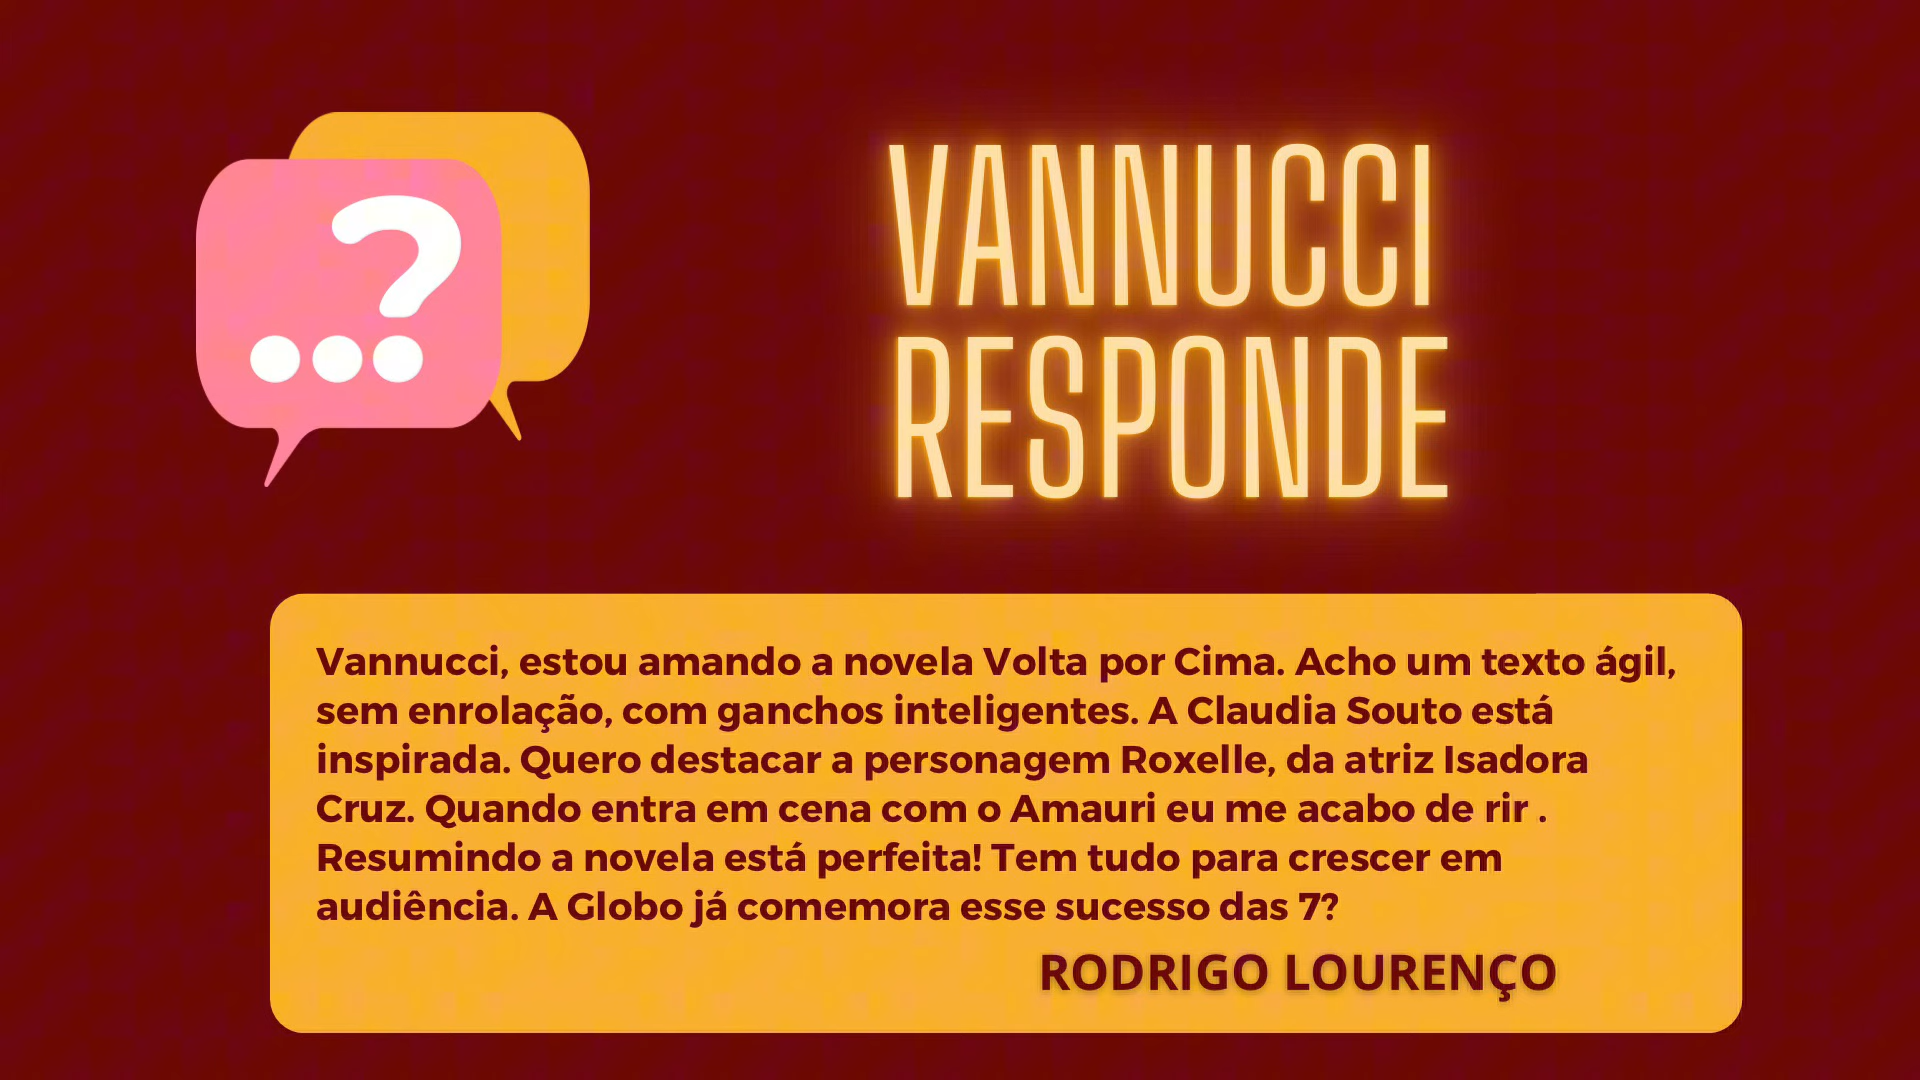 VANNUCCI
RESPONDE
Vannucci, estou amando a novela Volta por Cima. Acho um texto ágil,
sem enrolação, com ganchos inteligentes. A Claudia Souto está
inspirada. Quero destacar a personagem Roxelle, da atriz Isadora
Cruz. Quando entra em cena com o Amauri eu me acabo de rir .
Resumindo a novela está perfeita! Tem tudo para crescer em
audiência. A Globo já comemora esse sucesso das 7?
RODRIGO LOURENÇO